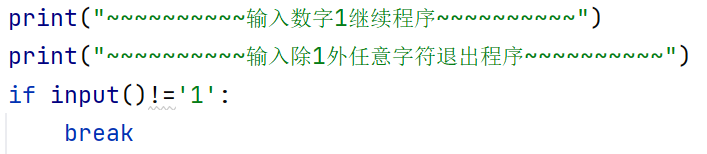 print("~~~~~~~~~~输入数字1继续程序~~~~~~~~~~")
print("~~~~~~~~~~输入除1外任意字符退出程序~~~~~~~~~~")
if input()!='1':
    break